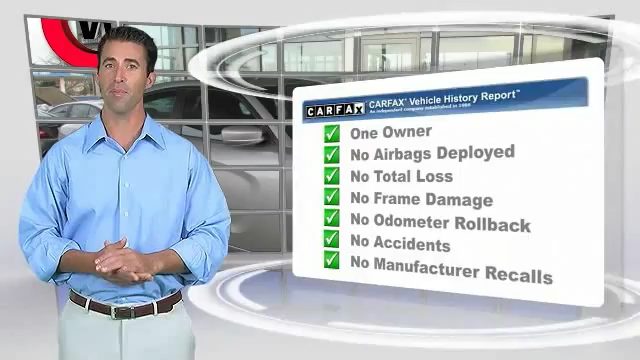 CARFAX CARFAX Vehicle History Report™
An independent company established in 1986
One Owner
No Airbags Deployed
No Total Loss
No Frame Damage
No Odometer Rollback
No Accidents
No Manufacturer Recalls